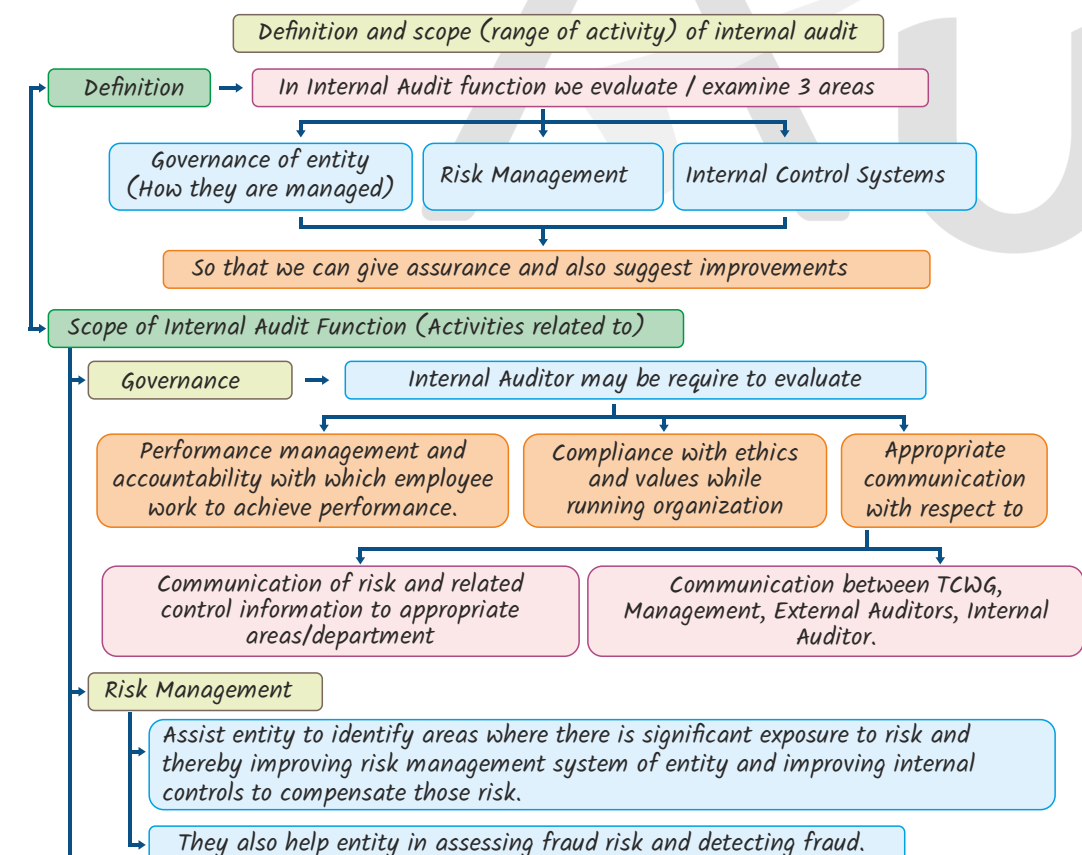 Definition and scope (range of activity) of internal audit
Definition
In Internal Audit function we evaluate / examine 3 areas
Governance of entity
(How they are managed)
Risk Management
Internal Control Systems
So that we can give assurance and also suggest improvements
Scope of Internal Audit Function (Activities related to)
Governance
Internal Auditor may be require to evaluate
Performance management and
accountability with which employee
work to achieve performance.
Compliance with ethics
and values while
running organization
Appropriate
communication
with respect to
Communication of risk and related
control information to appropriate
areas/department
Communication between TCWG,
Management, External Auditors, Internal
Auditor.
Risk Management
Assist entity to identify areas where there is significant exposure to risk and
thereby improving risk management system of entity and improving internal
controls to compensate those risk.
They also help entity in assessing fraud risk and detecting fraud.